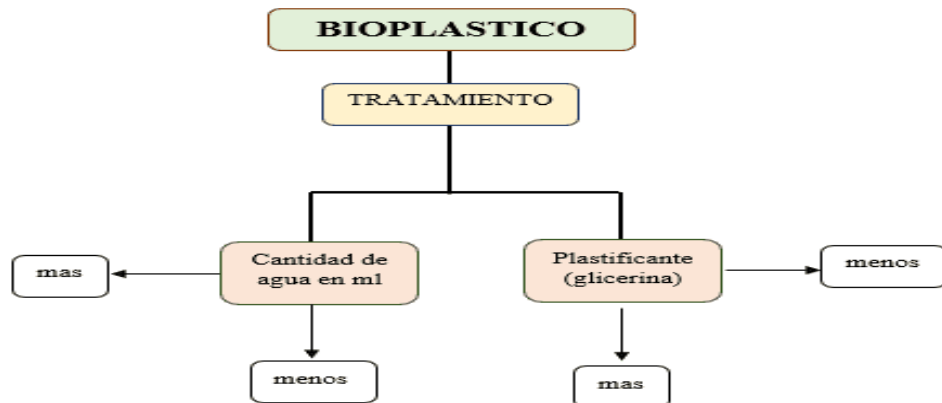 BIOPLASTICO
TRATAMIENTO
Cantidad de
agua en ml
mas
menos
Plastificante
(glicerina)
menos
mas